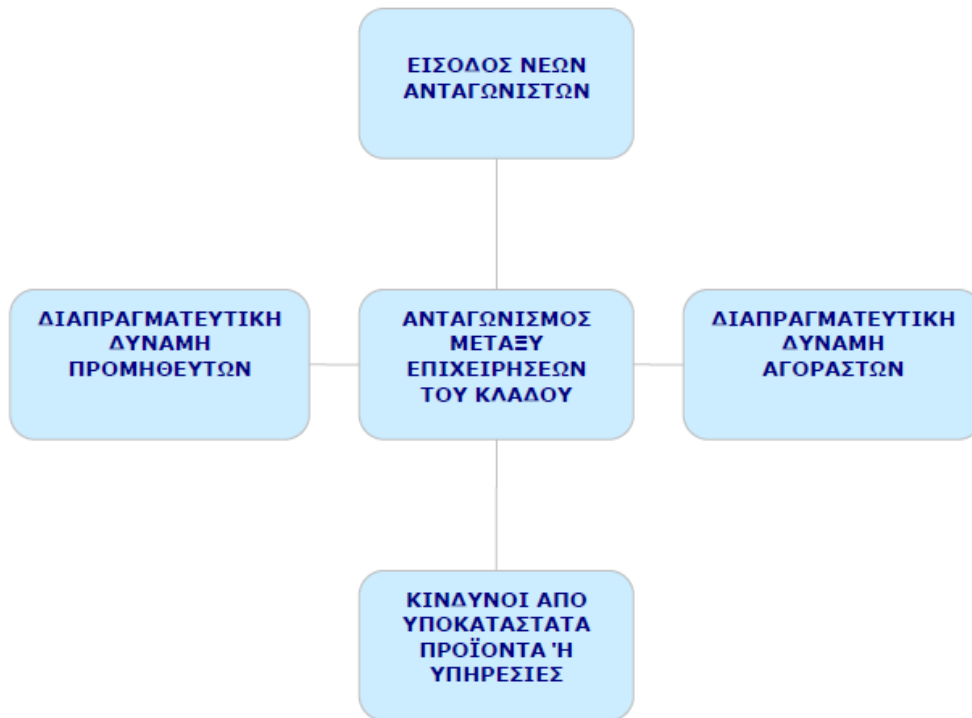 ΕΙΣΟΔΟΣ ΝΕΩΝ
ΑΝΤΑΓΩΝΙΣΤΩΝ
ΔΙΑΠΡΑΓΜΑΤΕΥΤΙΚΗ
ΔΥΝΑΜΗ
ΠΡΟΜΗΘΕΥΤΩΝ
ΑΝΤΑΓΩΝΙΣΜΟΣ
ΜΕΤΑΞΥ
ΕΠΙΧΕΙΡΗΣΕΩΝ
ΤΟΥ ΚΛΑΔΟΥ
ΔΙΑΠΡΑΓΜΑΤΕΥΤΙΚΗ
ΔΥΝΑΜΗ
ΑΓΟΡΑΣΤΩΝ
ΚΙΝΔΥΝΟΙ ΑΠΟ
ΥΠΟΚΑΤΑΣΤΑΤΑ
ΠΡΟΪΟΝΤΑ Ή
ΥΠΗΡΕΣΙΕΣ